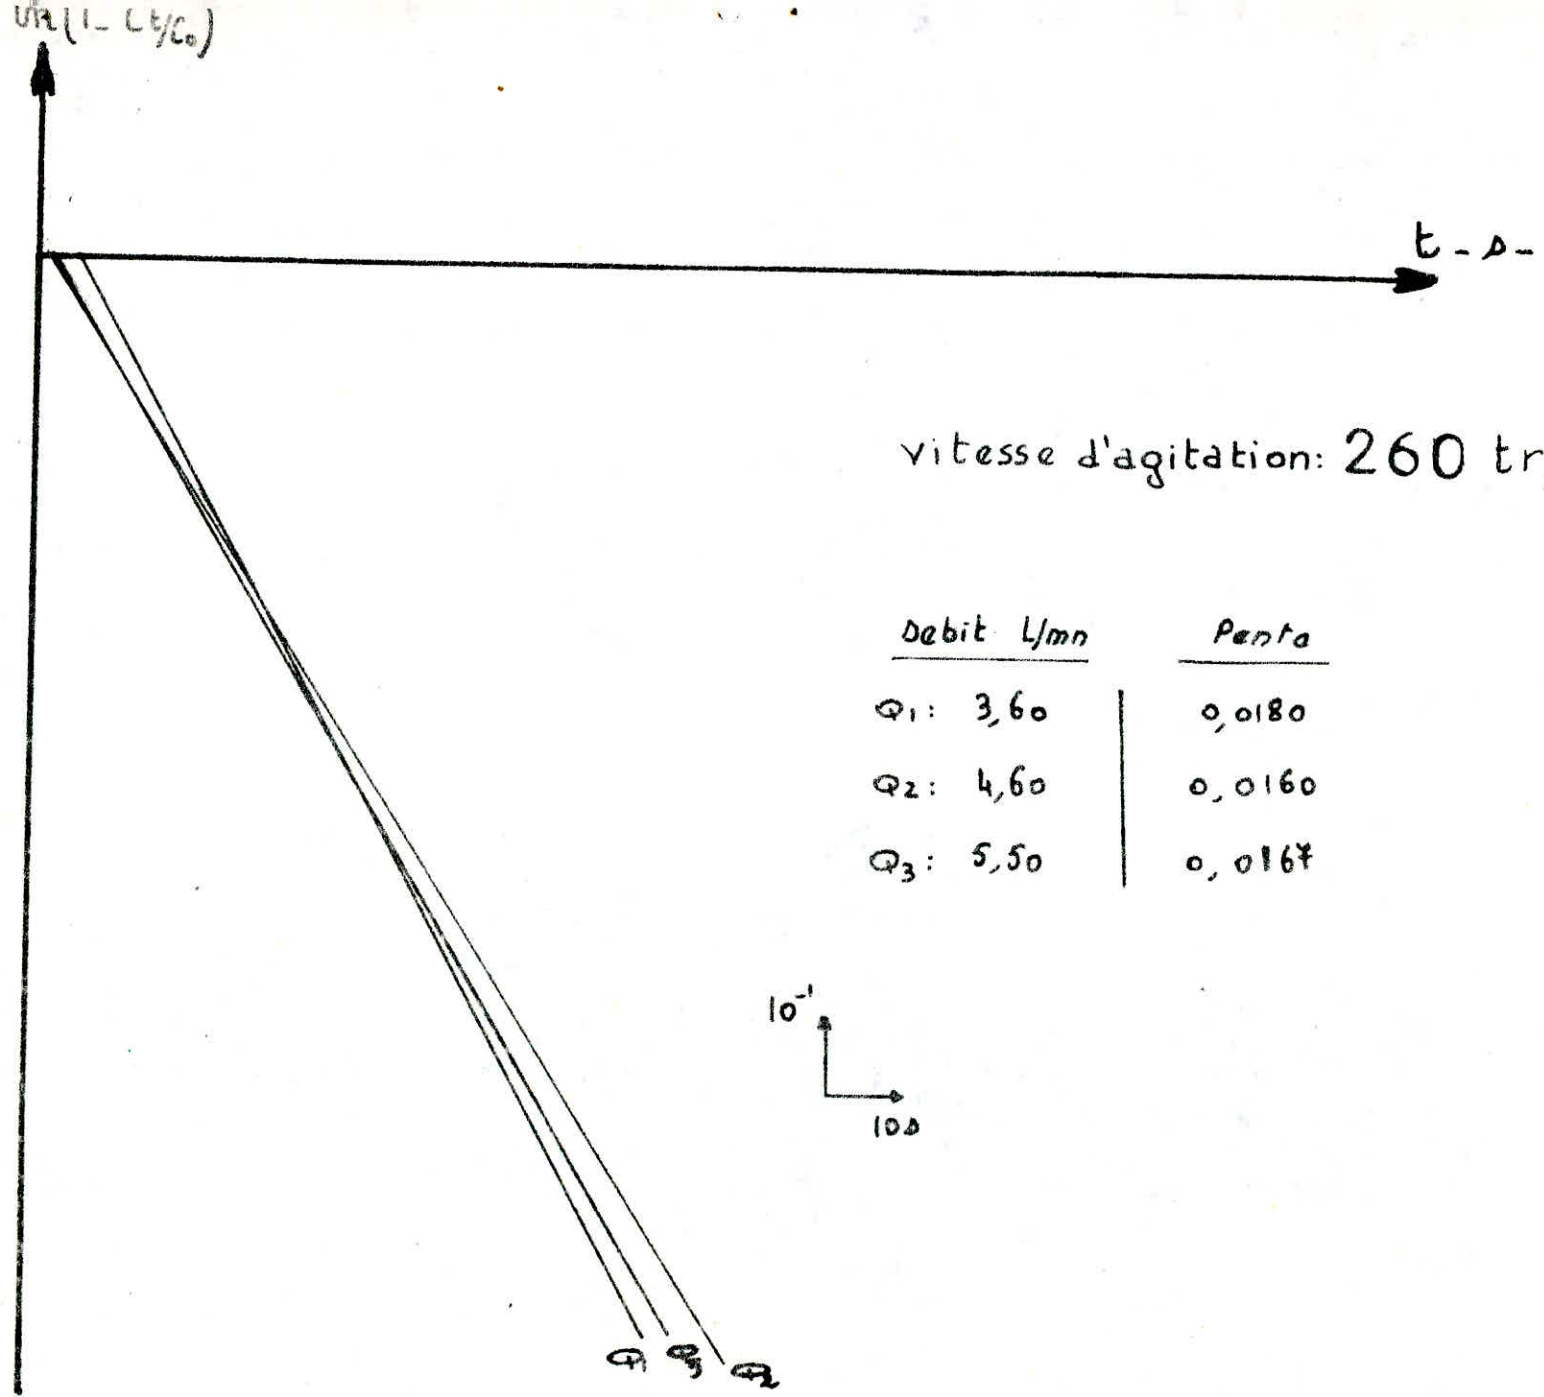 ln(1- Ct/C₀)
t - s -
vitesse d'agitation: 260 tr
Debit L/mn Pente
Q₁: 3,60 0,0180
Q₂: 4,60 0,0160
Q₃: 5,50 0,0167
10⁻¹
10s
Q₁ Q₃ Q₂